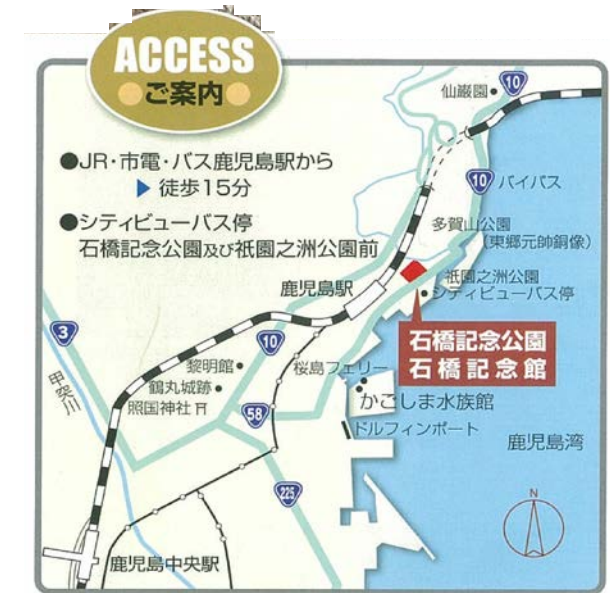 ACCESS
●ご案内●
●JR・市電・バス鹿児島駅から
▶ 徒歩15分
●シティビューバス停
石橋記念公園及び祇園之洲公園前
仙巌園
10
10 バイパス
多賀山公園
(東郷元帥銅像)
祇園之洲公園
シティビューバス停
鹿児島駅
石橋記念公園
石橋記念館
3
10
甲突川
黎明館
鶴丸城跡
照国神社
58
桜島フェリー
かごしま水族館
ドルフィンポート
鹿児島湾
225
N
鹿児島中央駅